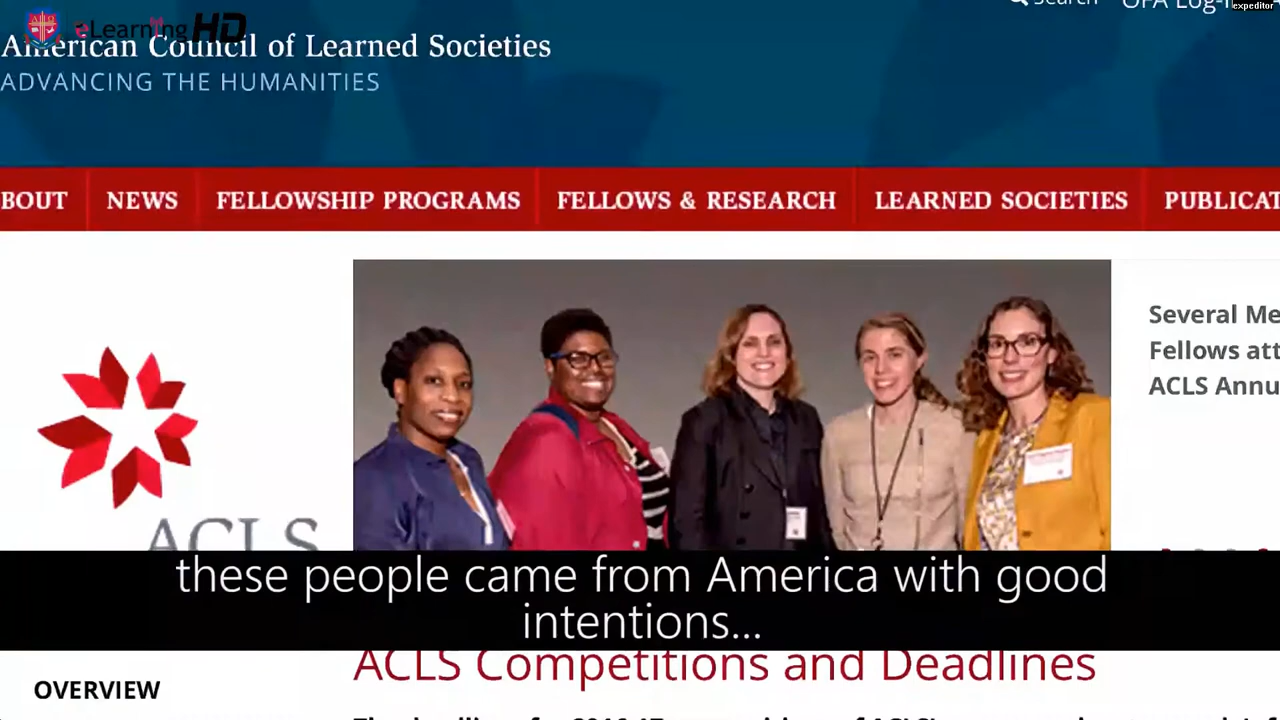 expeditor
Search
eLearning HD
American Council of Learned Societies
ADVANCING THE HUMANITIES
BOUT NEWS FELLOWSHIP PROGRAMS FELLOWS & RESEARCH LEARNED SOCIETIES PUBLICAT
Several Me
Fellows att
ACLS Annu
ACLS
these people came from America with good
intentions...
ACLS Competitions and Deadlines
OVERVIEW